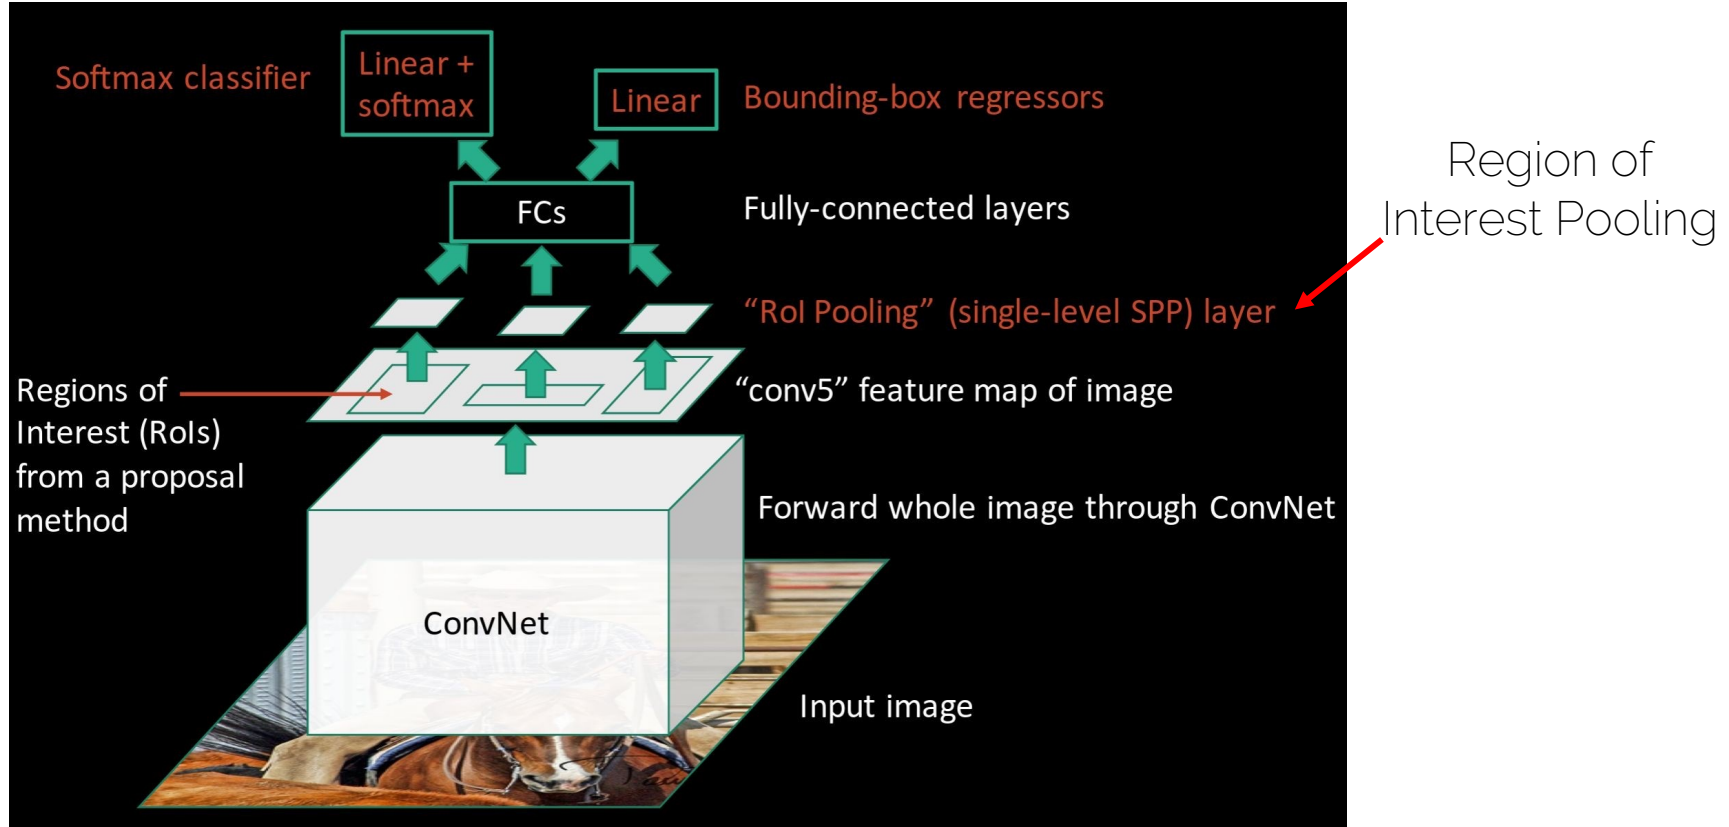 Softmax classifier
Linear +
softmax
Linear
Bounding-box regressors
Region of
Interest Pooling
FCs
Fully-connected layers
“RoI Pooling” (single-level SPP) layer
Regions of
Interest (RoIs)
from a proposal
method
“conv5” feature map of image
Forward whole image through ConvNet
ConvNet
Input image